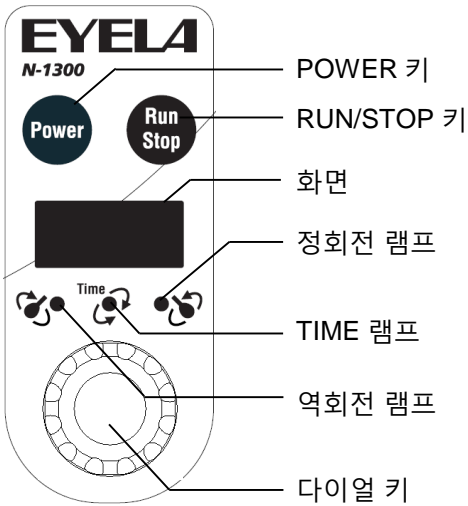 EYELA
N-1300
POWER 키
Power
Run
Stop
RUN/STOP 키
화면
정회전 램프
Time
TIME 램프
역회전 램프
다이얼 키